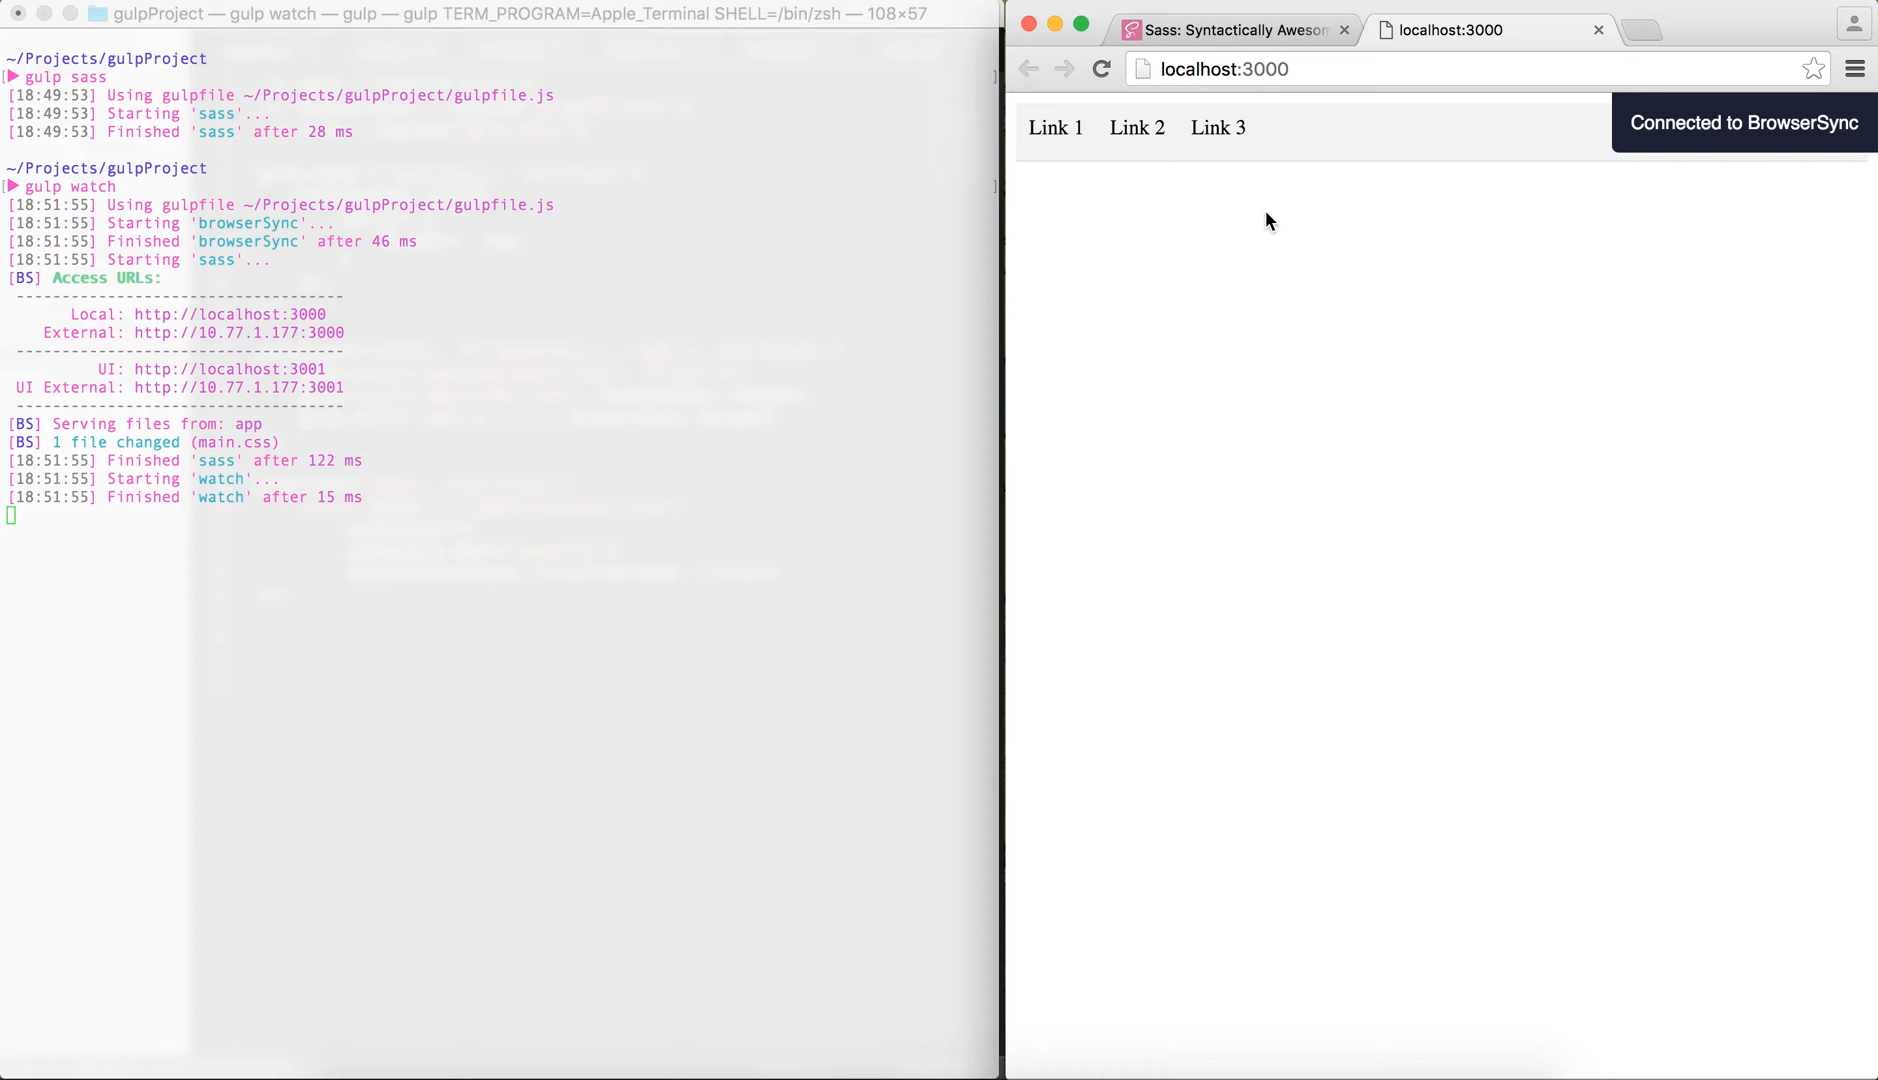 gulpProject — gulp watch — gulp — gulp TERM_PROGRAM=Apple_Terminal SHELL=/bin/zsh — 108×57
~/Projects/gulpProject
[▶ gulp sass ]
[18:49:53] Using gulpfile ~/Projects/gulpProject/gulpfile.js
[18:49:53] Starting 'sass'...
[18:49:53] Finished 'sass' after 28 ms
~/Projects/gulpProject
[▶ gulp watch ]
[18:51:55] Using gulpfile ~/Projects/gulpProject/gulpfile.js
[18:51:55] Starting 'browserSync'...
[18:51:55] Finished 'browserSync' after 46 ms
[18:51:55] Starting 'sass'...
[BS] Access URLs:
-------------------------------------
Local: http://localhost:3000
External: http://10.77.1.177:3000
-------------------------------------
UI: http://localhost:3001
UI External: http://10.77.1.177:3001
-------------------------------------
[BS] Serving files from: app
[BS] 1 file changed (main.css)
[18:51:55] Finished 'sass' after 122 ms
[18:51:55] Starting 'watch'...
[18:51:55] Finished 'watch' after 15 ms
Sass: Syntactically Awesom
localhost:3000
localhost:3000
Link 1 Link 2 Link 3
Connected to BrowserSync